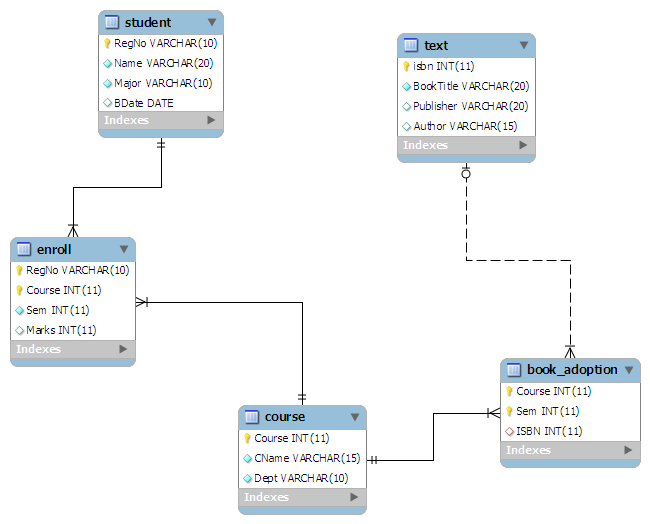 student
RegNo VARCHAR(10)
Name VARCHAR(20)
Major VARCHAR(10)
BDate DATE
Indexes
text
isbn INT(11)
BookTitle VARCHAR(20)
Publisher VARCHAR(20)
Author VARCHAR(15)
Indexes
enroll
RegNo VARCHAR(10)
Course INT(11)
Sem INT(11)
Marks INT(11)
Indexes
course
Course INT(11)
CName VARCHAR(15)
Dept VARCHAR(10)
Indexes
book_adoption
Course INT(11)
Sem INT(11)
ISBN INT(11)
Indexes